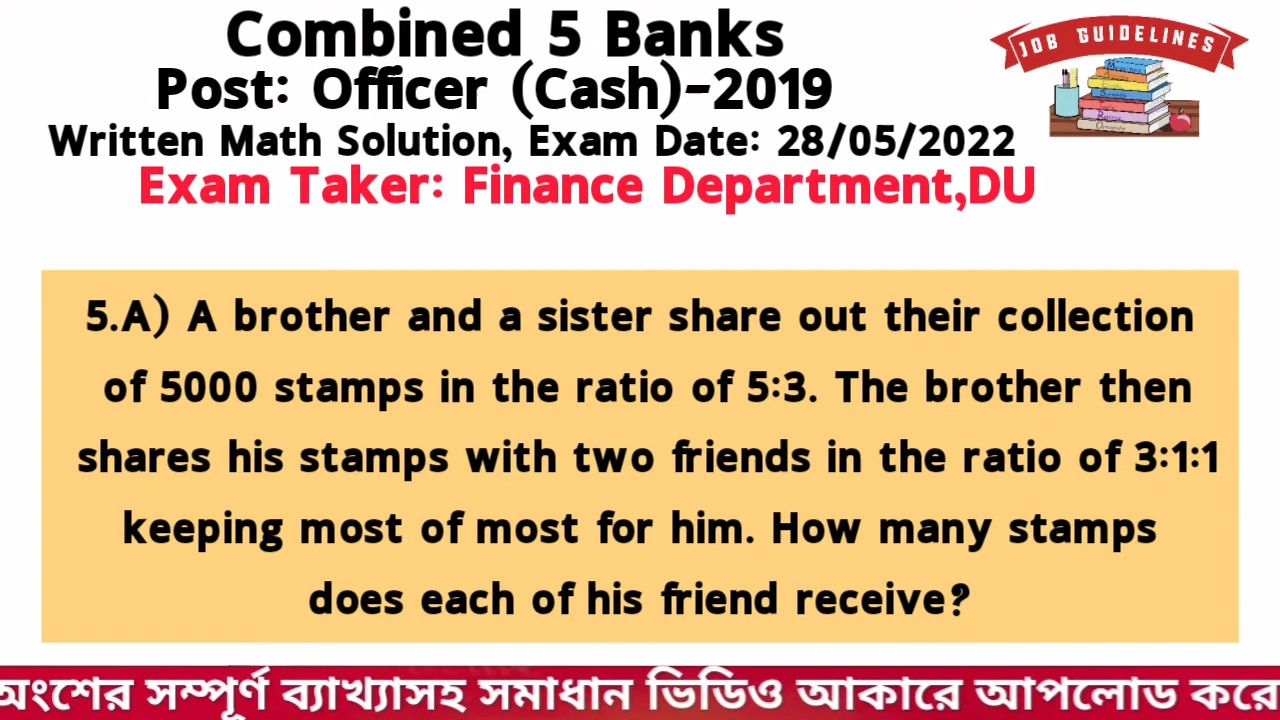 Combined 5 Banks
Post: Officer (Cash)-2019
Written Math Solution, Exam Date: 28/05/2022
Exam Taker: Finance Department,DU
JOB GUIDELINES
5.A) A brother and a sister share out their collection
of 5000 stamps in the ratio of 5:3. The brother then
shares his stamps with two friends in the ratio of 3:1:1
keeping most of most for him. How many stamps
does each of his friend receive?
অংশের সম্পূর্ণ ব্যাখ্যাসহ সমাধান ভিডিও আকারে আপলোড করে